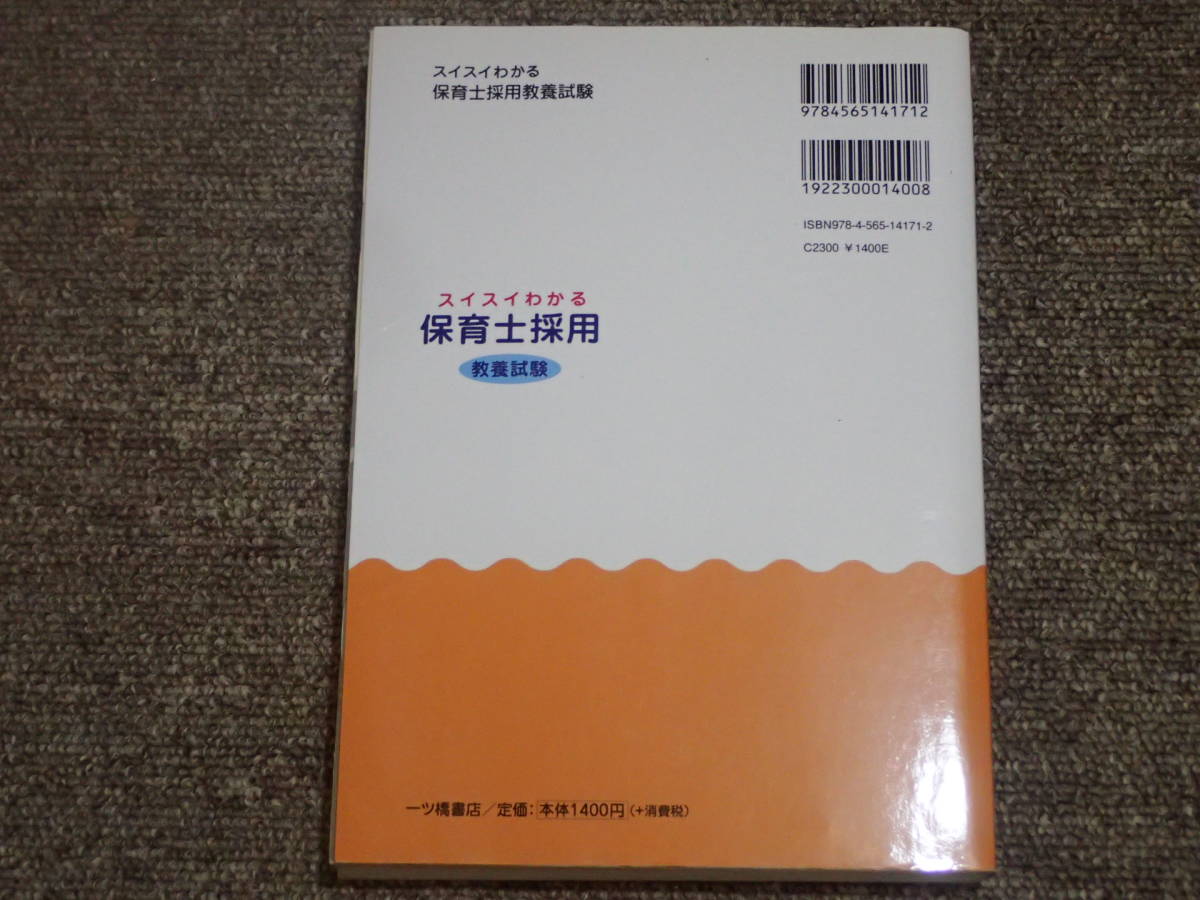 スイスイわかる
保育士採用教養試験
9784565141712
1922300014008
ISBN978-4-565-14171-2
C2300 ¥1400E
スイスイわかる
保育士採用
教養試験
一ツ橋書店/定価:本体1400円(+消費税)